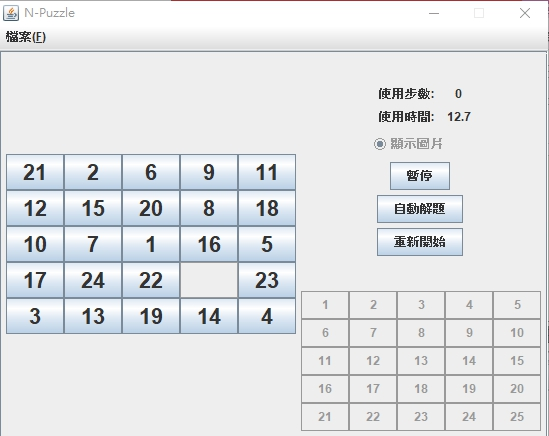 N-Puzzle
檔案(F)
使用步數: 0
使用時間: 12.7
顯示圖片
暫停
自動解題
重新開始
21 2 6 9 11
12 15 20 8 18
10 7 1 16 5
17 24 22 23
3 13 19 14 4
1 2 3 4 5
6 7 8 9 10
11 12 13 14 15
16 17 18 19 20
21 22 23 24 25